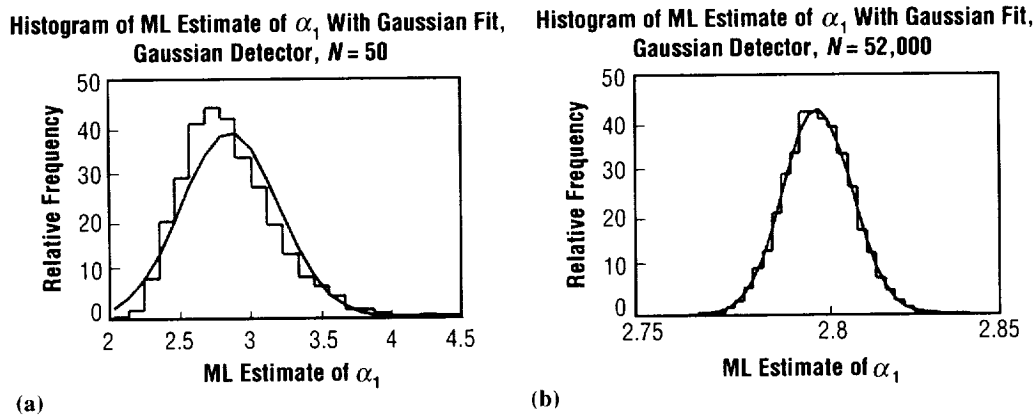 Histogram of ML Estimate of α₁ With Gaussian Fit,
Gaussian Detector, N = 50
50
40
30
20
10
0
Relative Frequency
2 2.5 3 3.5 4 4.5
ML Estimate of α₁
(a)
Histogram of ML Estimate of α₁ With Gaussian Fit,
Gaussian Detector, N = 52,000
50
40
30
20
10
0
Relative Frequency
2.75 2.8 2.85
ML Estimate of α₁
(b)